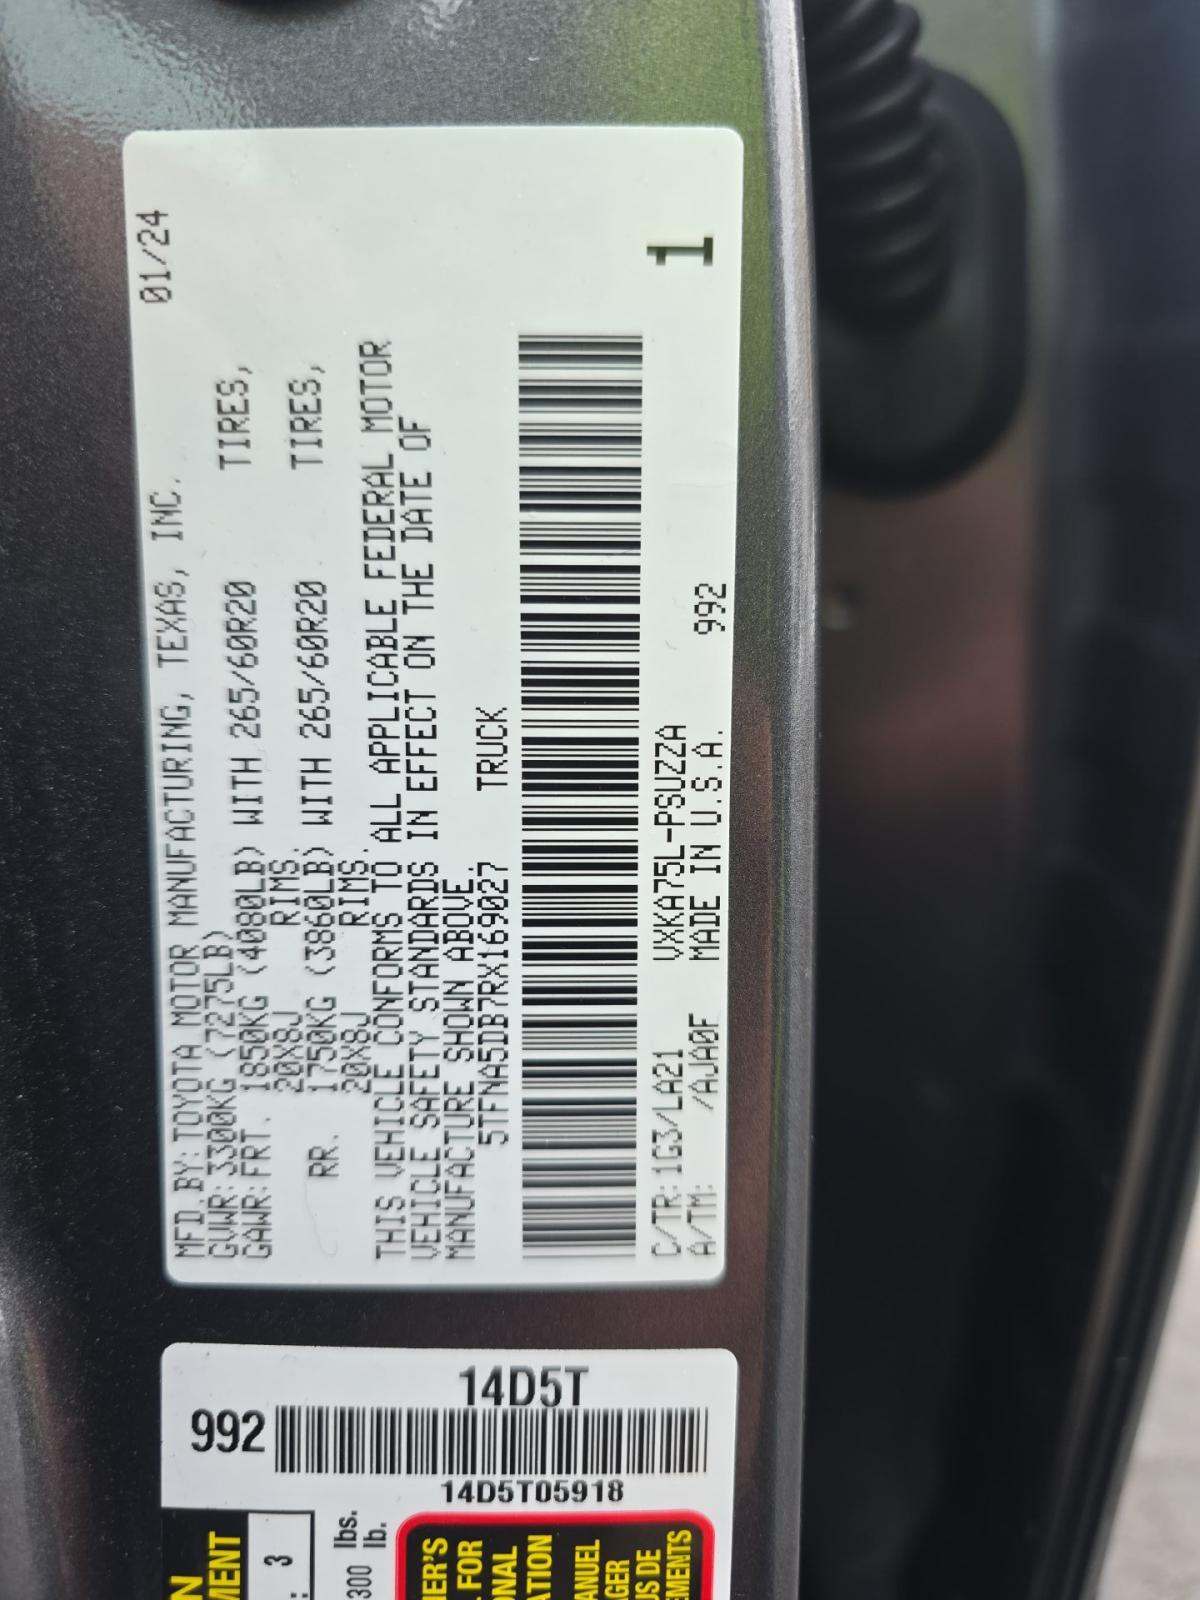 01/24
MFD.BY: TOYOTA MOTOR MANUFACTURING, TEXAS, INC.
GVWR: 3300KG (7275LB)
GAWR: FRT. 1850KG (4080LB) WITH 265/60R20 TIRES,
20X8J RIMS.
RR. 1750KG (3860LB) WITH 265/60R20 TIRES,
20X8J RIMS.
THIS VEHICLE CONFORMS TO ALL APPLICABLE FEDERAL MOTOR
VEHICLE SAFETY STANDARDS IN EFFECT ON THE DATE OF
MANUFACTURE SHOWN ABOVE.
5TFNA5DB7RX169027 TRUCK
C/TR: 1G3/LA21 VXKA75L-PSUZZA 1
A/TM: /AJA0F MADE IN U.S.A. 992
992
14D5T
14D5T05918
3
300 lbs.
lb.